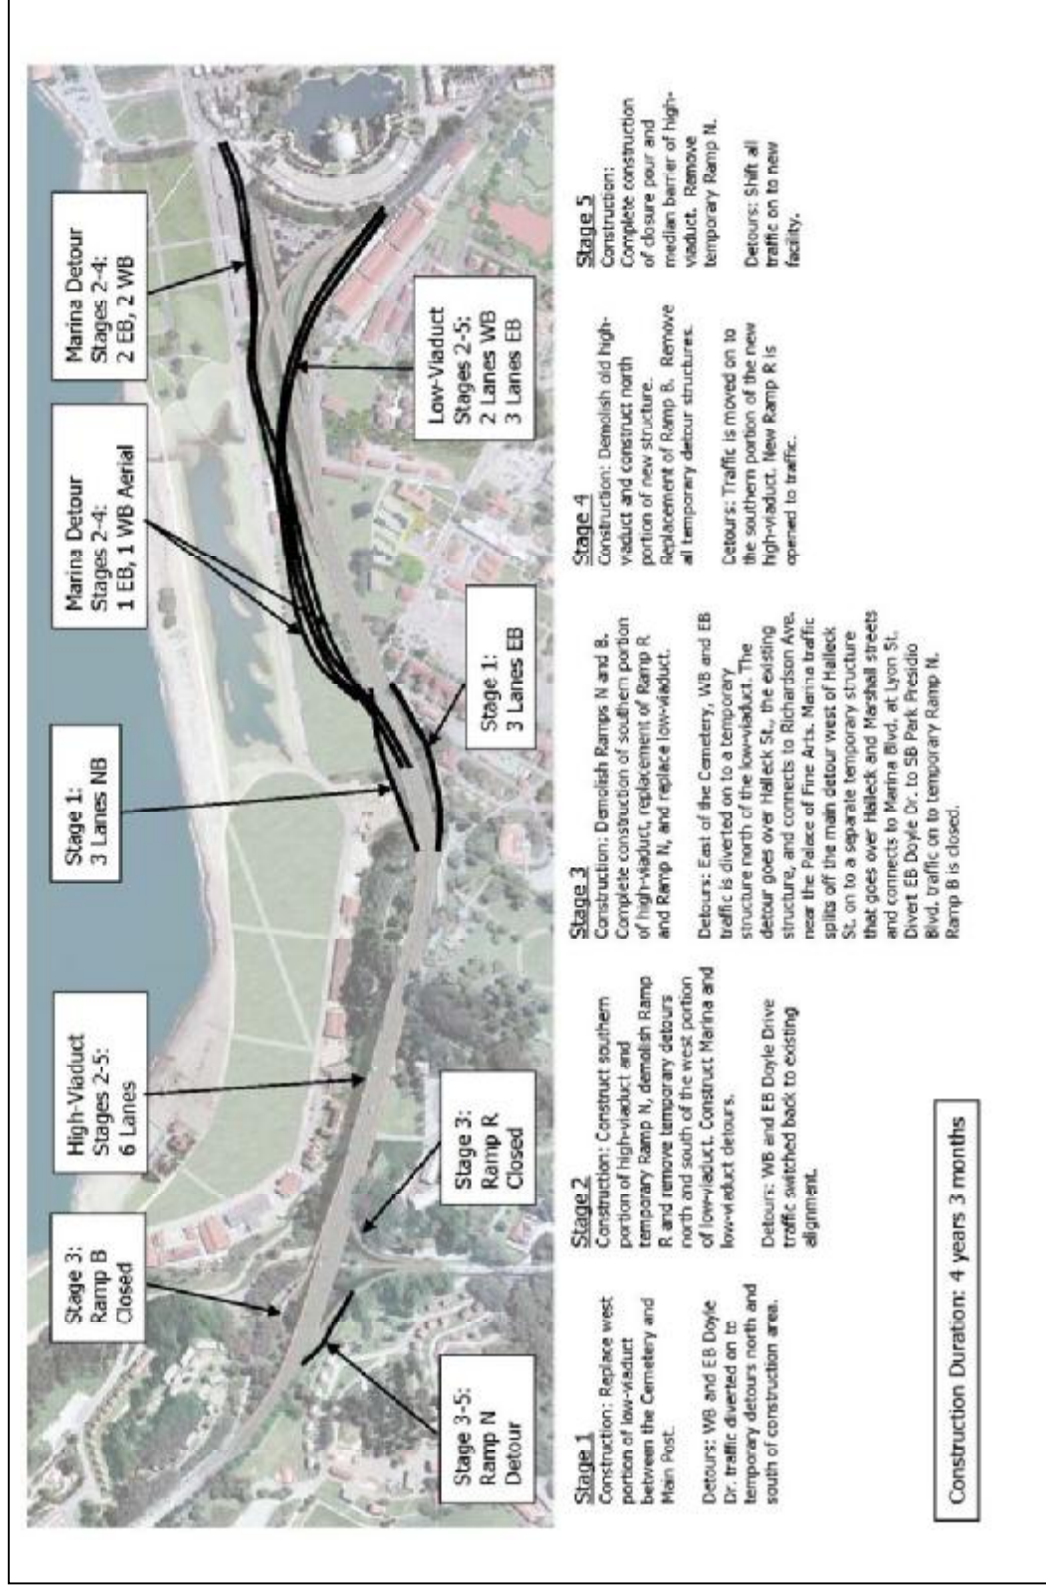 Stage 3:
Ramp B
Closed
High-Viaduct
Stages 2-5:
6 Lanes
Stage 1:
3 Lanes NB
Marina Detour
Stages 2-4:
1 EB, 1 WB Aerial
Marina Detour
Stages 2-4:
2 EB, 2 WB
Stage 3-5:
Ramp N
Detour
Stage 3:
Ramp R
Closed
Stage 1:
3 Lanes EB
Low-Viaduct
Stages 2-5:
2 Lanes WB
3 Lanes EB
Stage 1
Construction: Replace west
portion of low-viaduct
between the Cemetery and
Main Post.
Detours: WB and EB Doyle
Dr. traffic diverted on to
temporary detours north and
south of construction area.
Stage 2
Construction: Construct southern
portion of high-viaduct and
temporary Ramp N, demolish Ramp
R and remove temporary detours
north and south of the west portion
of low-viaduct. Construct Marina and
low-viaduct detours.
Detours: WB and EB Doyle Drive
traffic switched back to existing
alignment.
Stage 3
Construction: Demolish Ramps N and B.
Complete construction of southern portion
of high-viaduct, replacement of Ramp R
and Ramp N, and replace low-viaduct.
Detours: East of the Cemetery, WB and EB
traffic is diverted on to a temporary
structure north of the low-viaduct. The
detour goes over Halleck St., the existing
structure, and connects to Richardson Ave.
near the Palace of Fine Arts. Marina traffic
splits off the main detour west of Halleck
St. on to a separate temporary structure
that goes over Halleck and Marshall streets
and connects to Marina Blvd. at Lyon St.
Divert EB Doyle Dr. to SB Park Presidio
Blvd. traffic on to temporary Ramp N.
Ramp B is closed.
Stage 4
Construction: Demolish old high-
viaduct and construct north
portion of new structure.
Replacement of Ramp B. Remove
all temporary detour structures.
Detours: Traffic is moved on to
the southern portion of the new
high-viaduct. New Ramp R is
opened to traffic.
Stage 5
Construction:
Complete construction
of closure pour and
median barrier of high-
viaduct. Remove
temporary Ramp N.
Detours: Shift all
traffic on to new
facility.
Construction Duration: 4 years 3 months